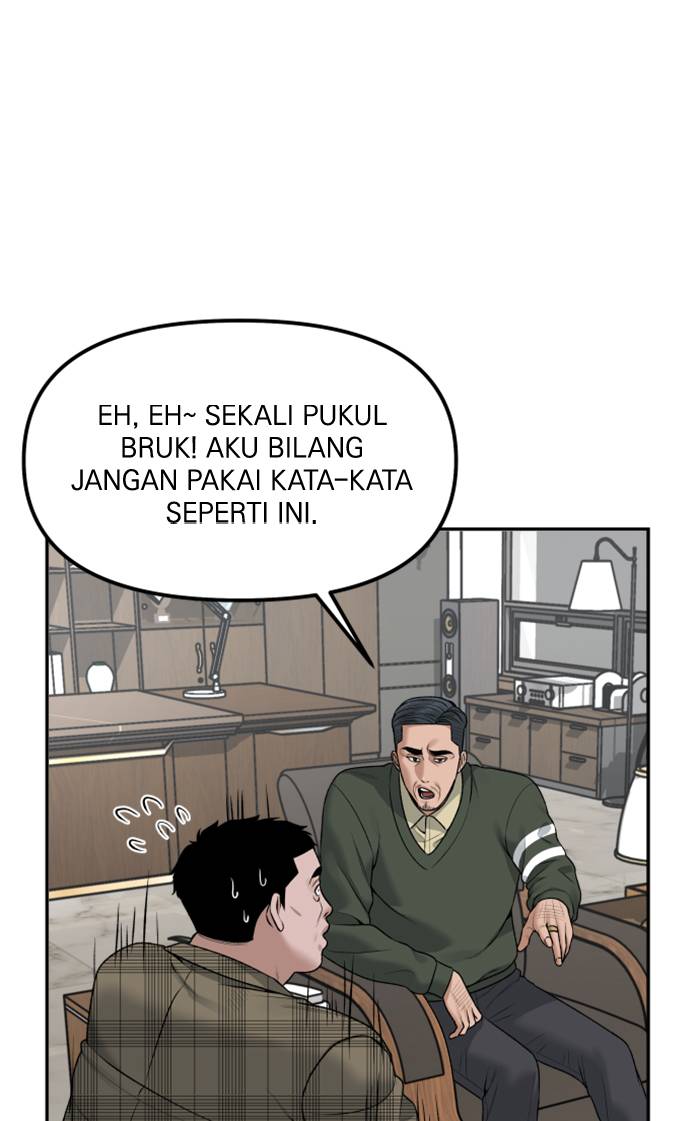 EH, EH~ SEKALI PUKUL
BRUK! AKU BILANG
JANGAN PAKAI KATA-KATA
SEPERTI INI.